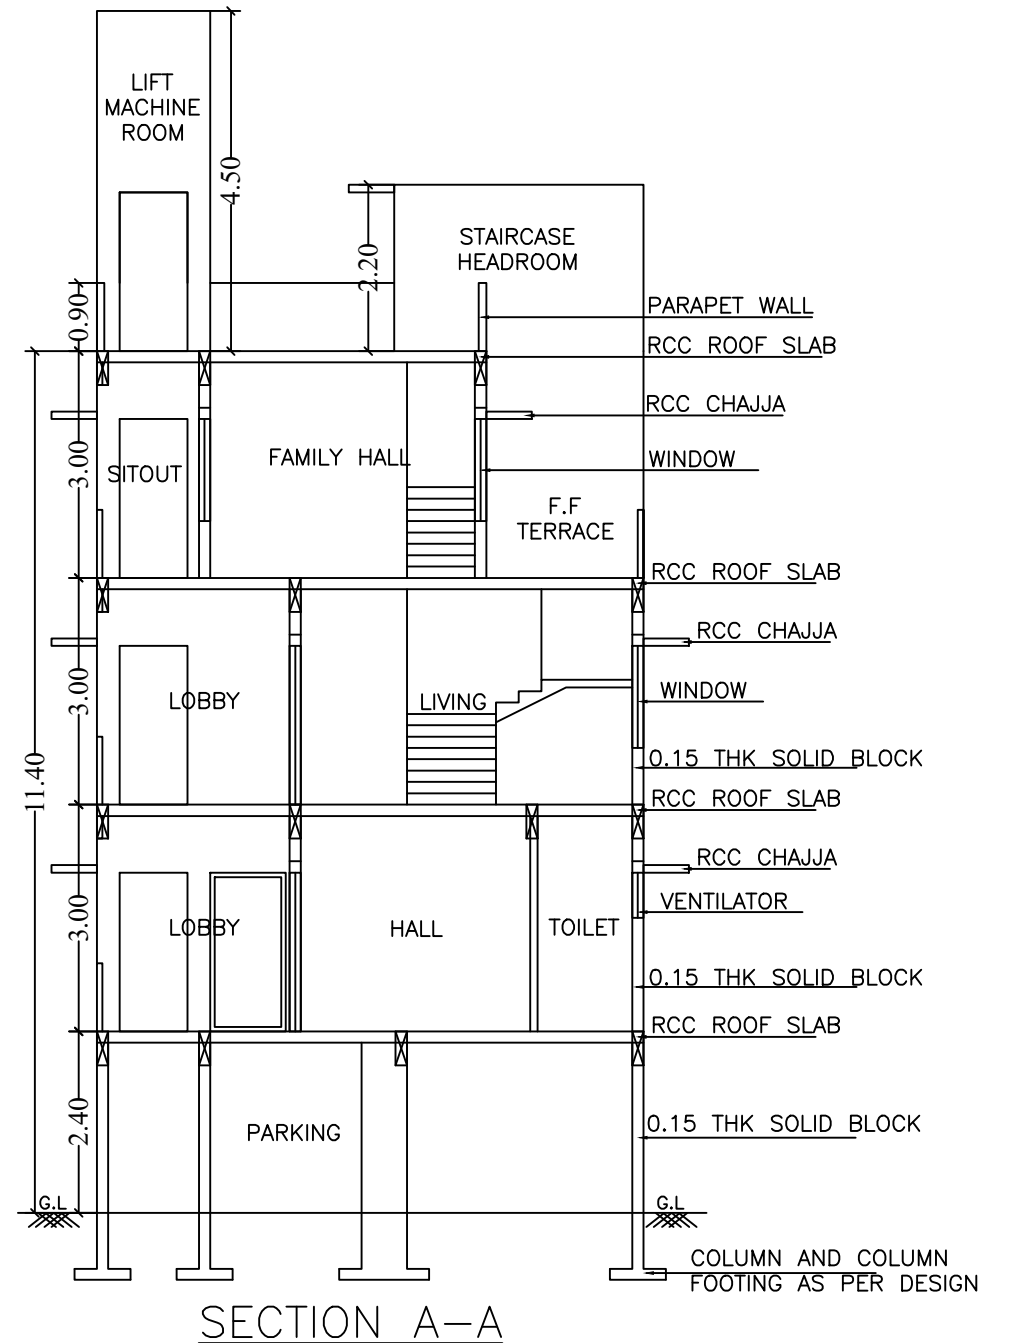 LIFT
MACHINE
ROOM
4.50
STAIRCASE
HEADROOM
2.20
0.90
PARAPET WALL
RCC ROOF SLAB
RCC CHAJJA
3.00
SITOUT
FAMILY HALL
WINDOW
F.F
TERRACE
RCC ROOF SLAB
RCC CHAJJA
3.00
LOBBY
LIVING
WINDOW
11.40
0.15 THK SOLID BLOCK
RCC ROOF SLAB
RCC CHAJJA
VENTILATOR
3.00
LOBBY
HALL
TOILET
0.15 THK SOLID BLOCK
RCC ROOF SLAB
2.40
PARKING
0.15 THK SOLID BLOCK
G.L
G.L
COLUMN AND COLUMN
FOOTING AS PER DESIGN
SECTION A-A